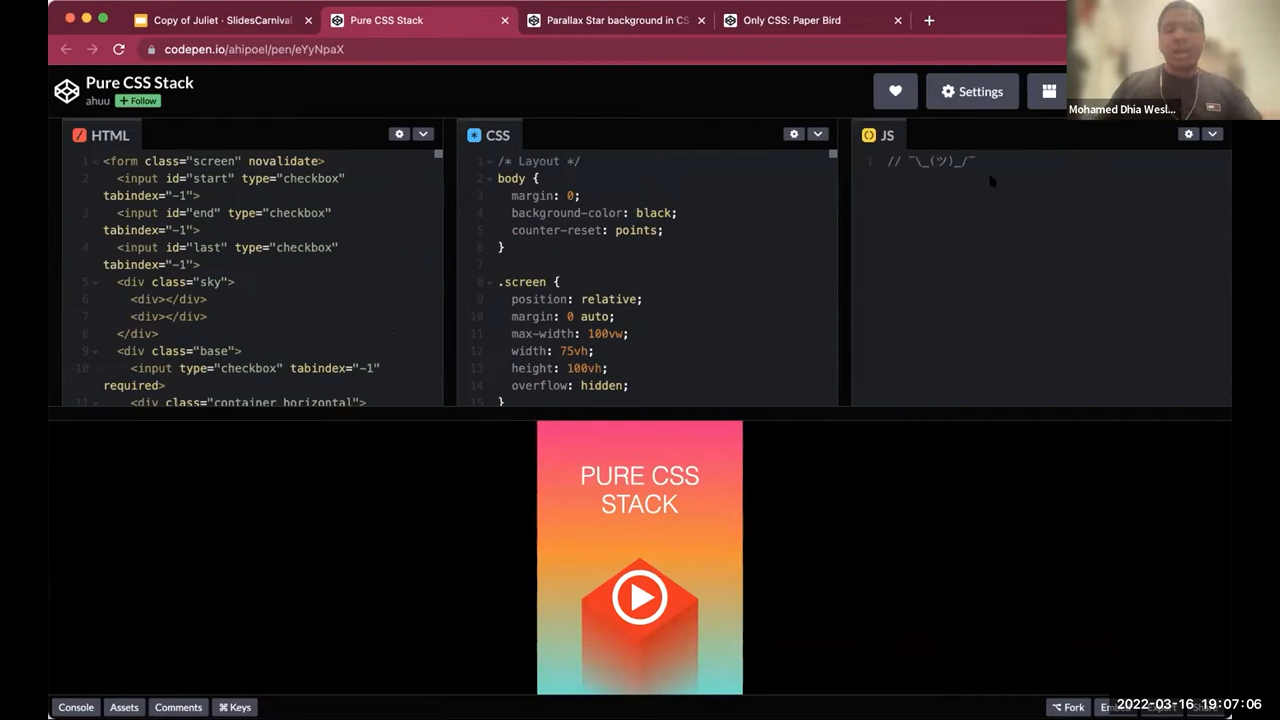 Copy of Juliet · SlidesCarnival
Pure CSS Stack
Parallax Star background in CS
Only CSS: Paper Bird
codepen.io/ahipoel/pen/eYyNpaX
Pure CSS Stack
ahuu
+ Follow
Settings
Mohamed Dhia Wesl...
HTML
1 <form class="screen" novalidate>
2 <input id="start" type="checkbox"
tabindex="-1">
3 <input id="end" type="checkbox"
tabindex="-1">
4 <input id="last" type="checkbox"
tabindex="-1">
5 <div class="sky">
6 <div></div>
7 <div></div>
8 </div>
9 <div class="base">
10 <input type="checkbox" tabindex="-1"
required>
11 <div class="container horizontal">
CSS
1 /* Layout */
2 body {
3 margin: 0;
4 background-color: black;
5 counter-reset: points;
6 }
7
8 .screen {
9 position: relative;
10 margin: 0 auto;
11 max-width: 100vw;
12 width: 75vh;
13 height: 100vh;
14 overflow: hidden;
15 }
JS
1 // ¯\_(ツ)_/¯
PURE CSS
STACK
Console
Assets
Comments
⌘ Keys
Fork
2022-03-16 19:07:06